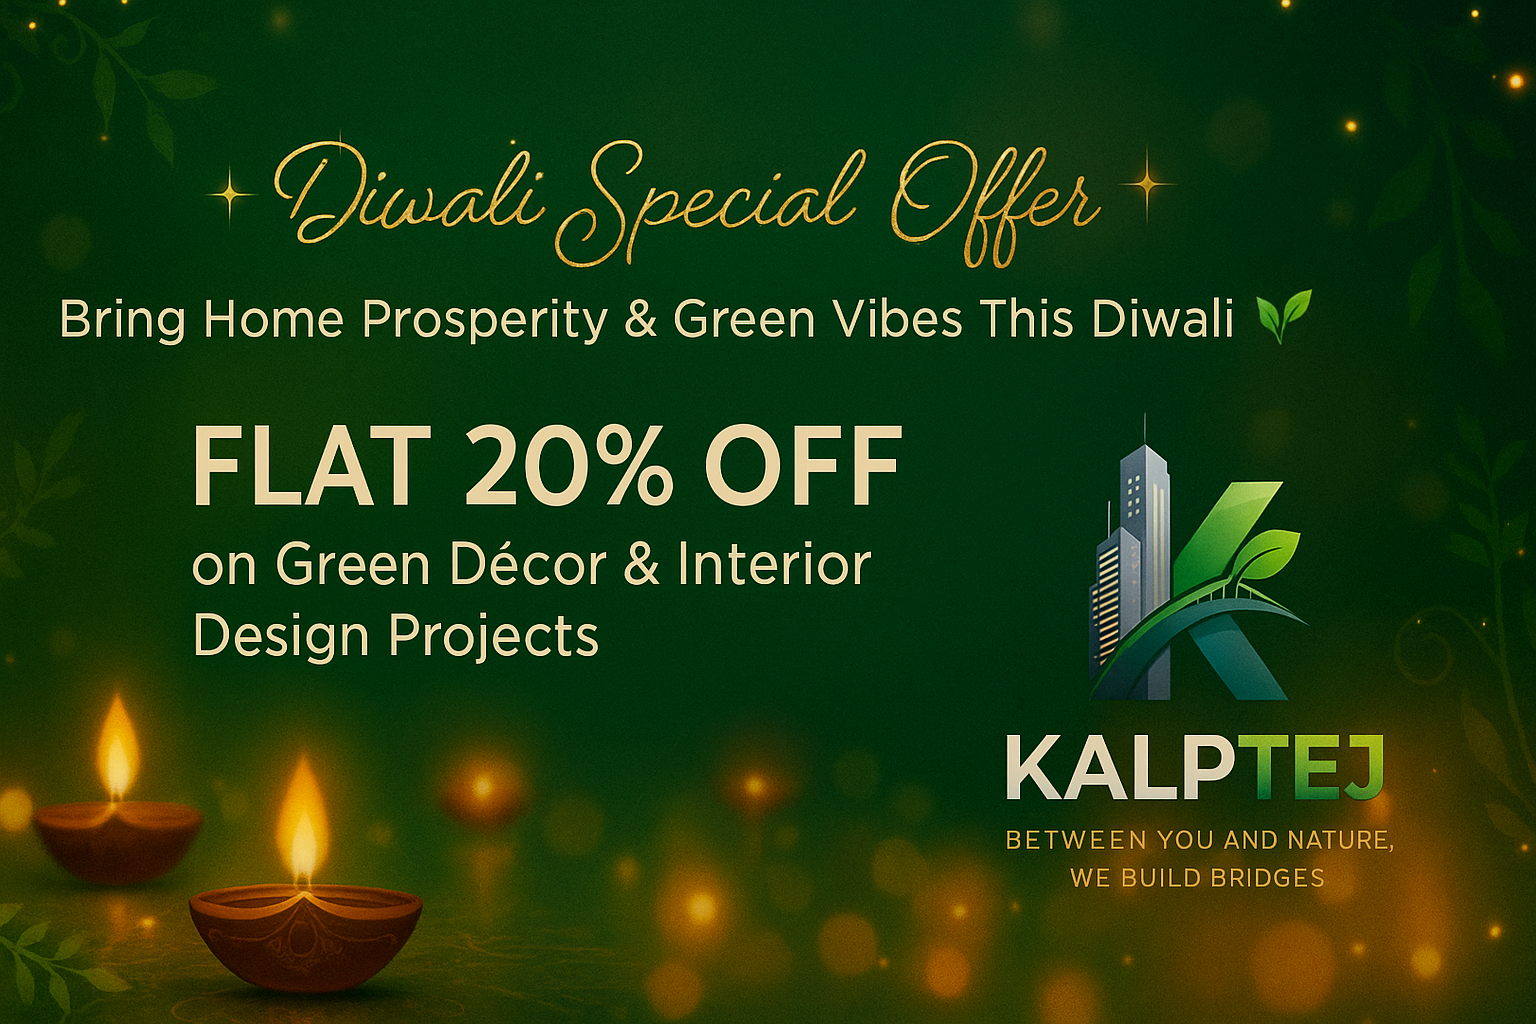 Diwali Special Offer
Bring Home Prosperity & Green Vibes This Diwali
FLAT 20% OFF
on Green Décor & Interior
Design Projects
KALPTEJ
BETWEEN YOU AND NATURE,
WE BUILD BRIDGES